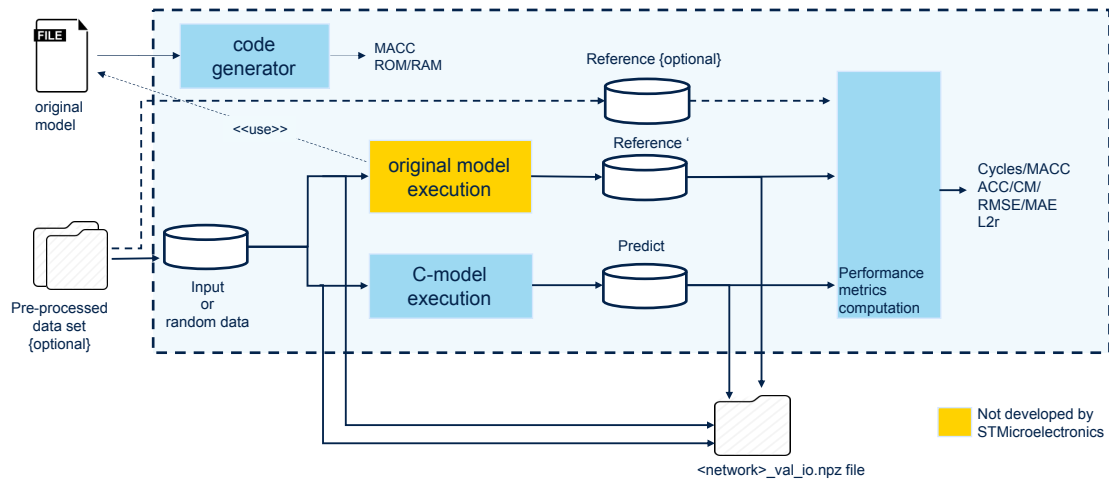 FILE
original
model
code
generator
MACC
ROM/RAM
Reference {optional}
<<use>>
original model
execution
Reference ‘
Cycles/MACC
ACC/CM/
RMSE/MAE
L2r
Pre-processed
data set
{optional}
Input
or
random data
C-model
execution
Predict
Performance
metrics
computation
Not developed by
STMicroelectronics
<network>_val_io.npz file